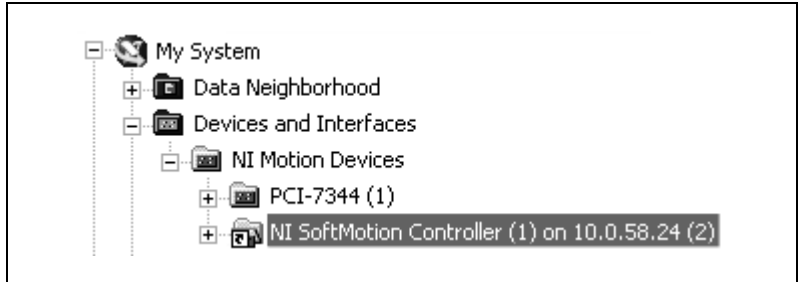 My System
Data Neighborhood
Devices and Interfaces
NI Motion Devices
PCI-7344 (1)
NI SoftMotion Controller (1) on 10.0.58.24 (2)